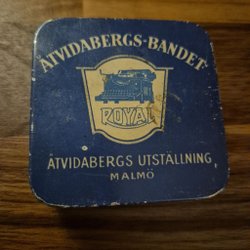 ÅTVIDABERGS-BANDET
ROYAL
ÅTVIDABERGS UTSTÄLLNING
MALMÖ